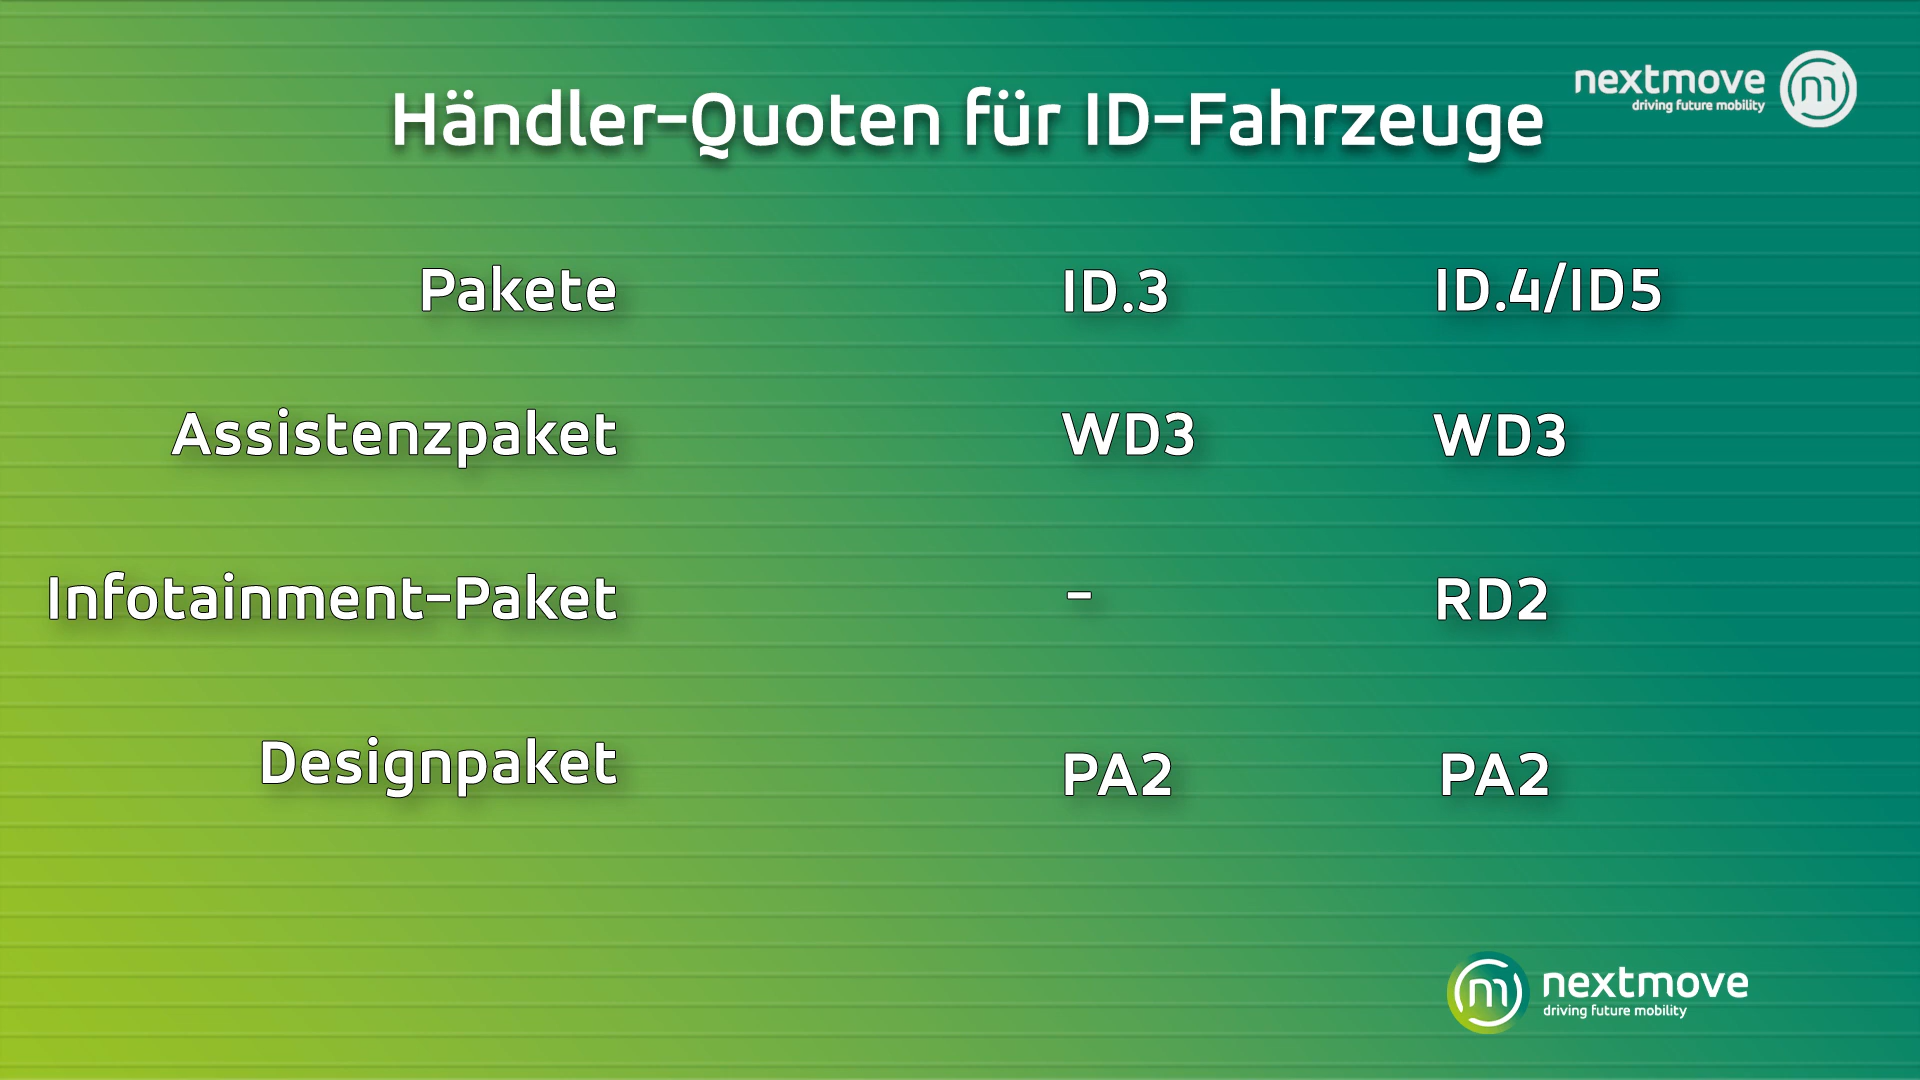 nextmove
driving future mobility
Händler-Quoten für ID-Fahrzeuge
Pakete ID.3 ID.4/ID5
Assistenzpaket WD3 WD3
Infotainment-Paket - RD2
Designpaket PA2 PA2
nextmove
driving future mobility